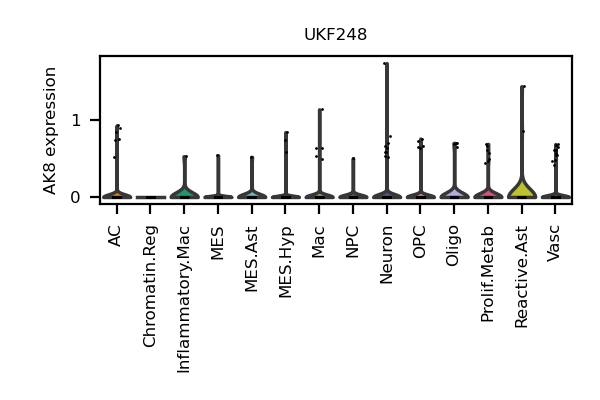 UKF248
AK8 expression
1
0
AC
Chromatin.Reg
Inflammatory.Mac
MES
MES.Ast
MES.Hyp
Mac
NPC
Neuron
OPC
Oligo
Prolif.Metab
Reactive.Ast
Vasc